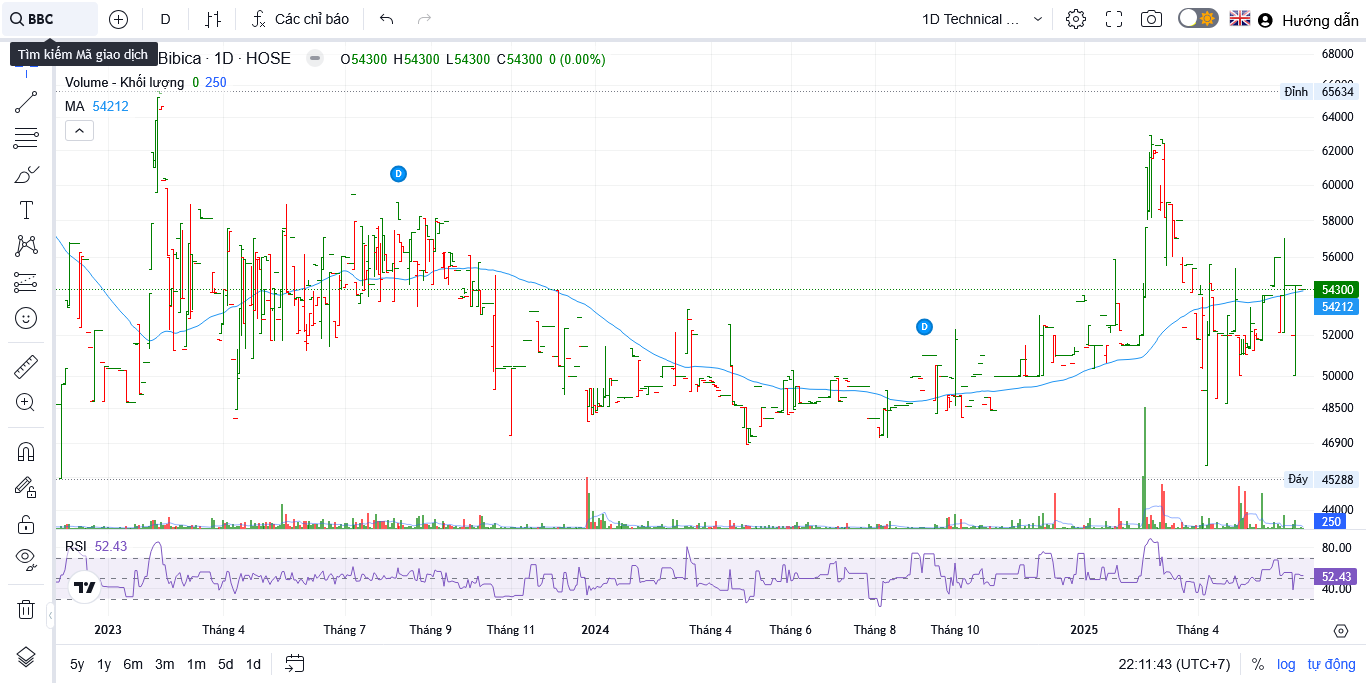 BBC
D
Các chỉ báo
1D Technical ...
Hướng dẫn
Tìm kiếm Mã giao dịch
Bibica · 1D · HOSE
O54300 H54300 L54300 C54300 0 (0.00%)
Volume - Khối lượng 0 250
MA 54212
68000
Đỉnh 65634
64000
62000
60000
58000
56000
54300
54212
52000
50000
48500
46900
Đáy 45288
44000
250
D
D
RSI 52.43
80.00
52.43
40.00
2023 Tháng 4 Tháng 7 Tháng 9 Tháng 11 2024 Tháng 4 Tháng 6 Tháng 8 Tháng 10 2025 Tháng 4
5y 1y 6m 3m 1m 5d 1d
22:11:43 (UTC+7) % log tự động